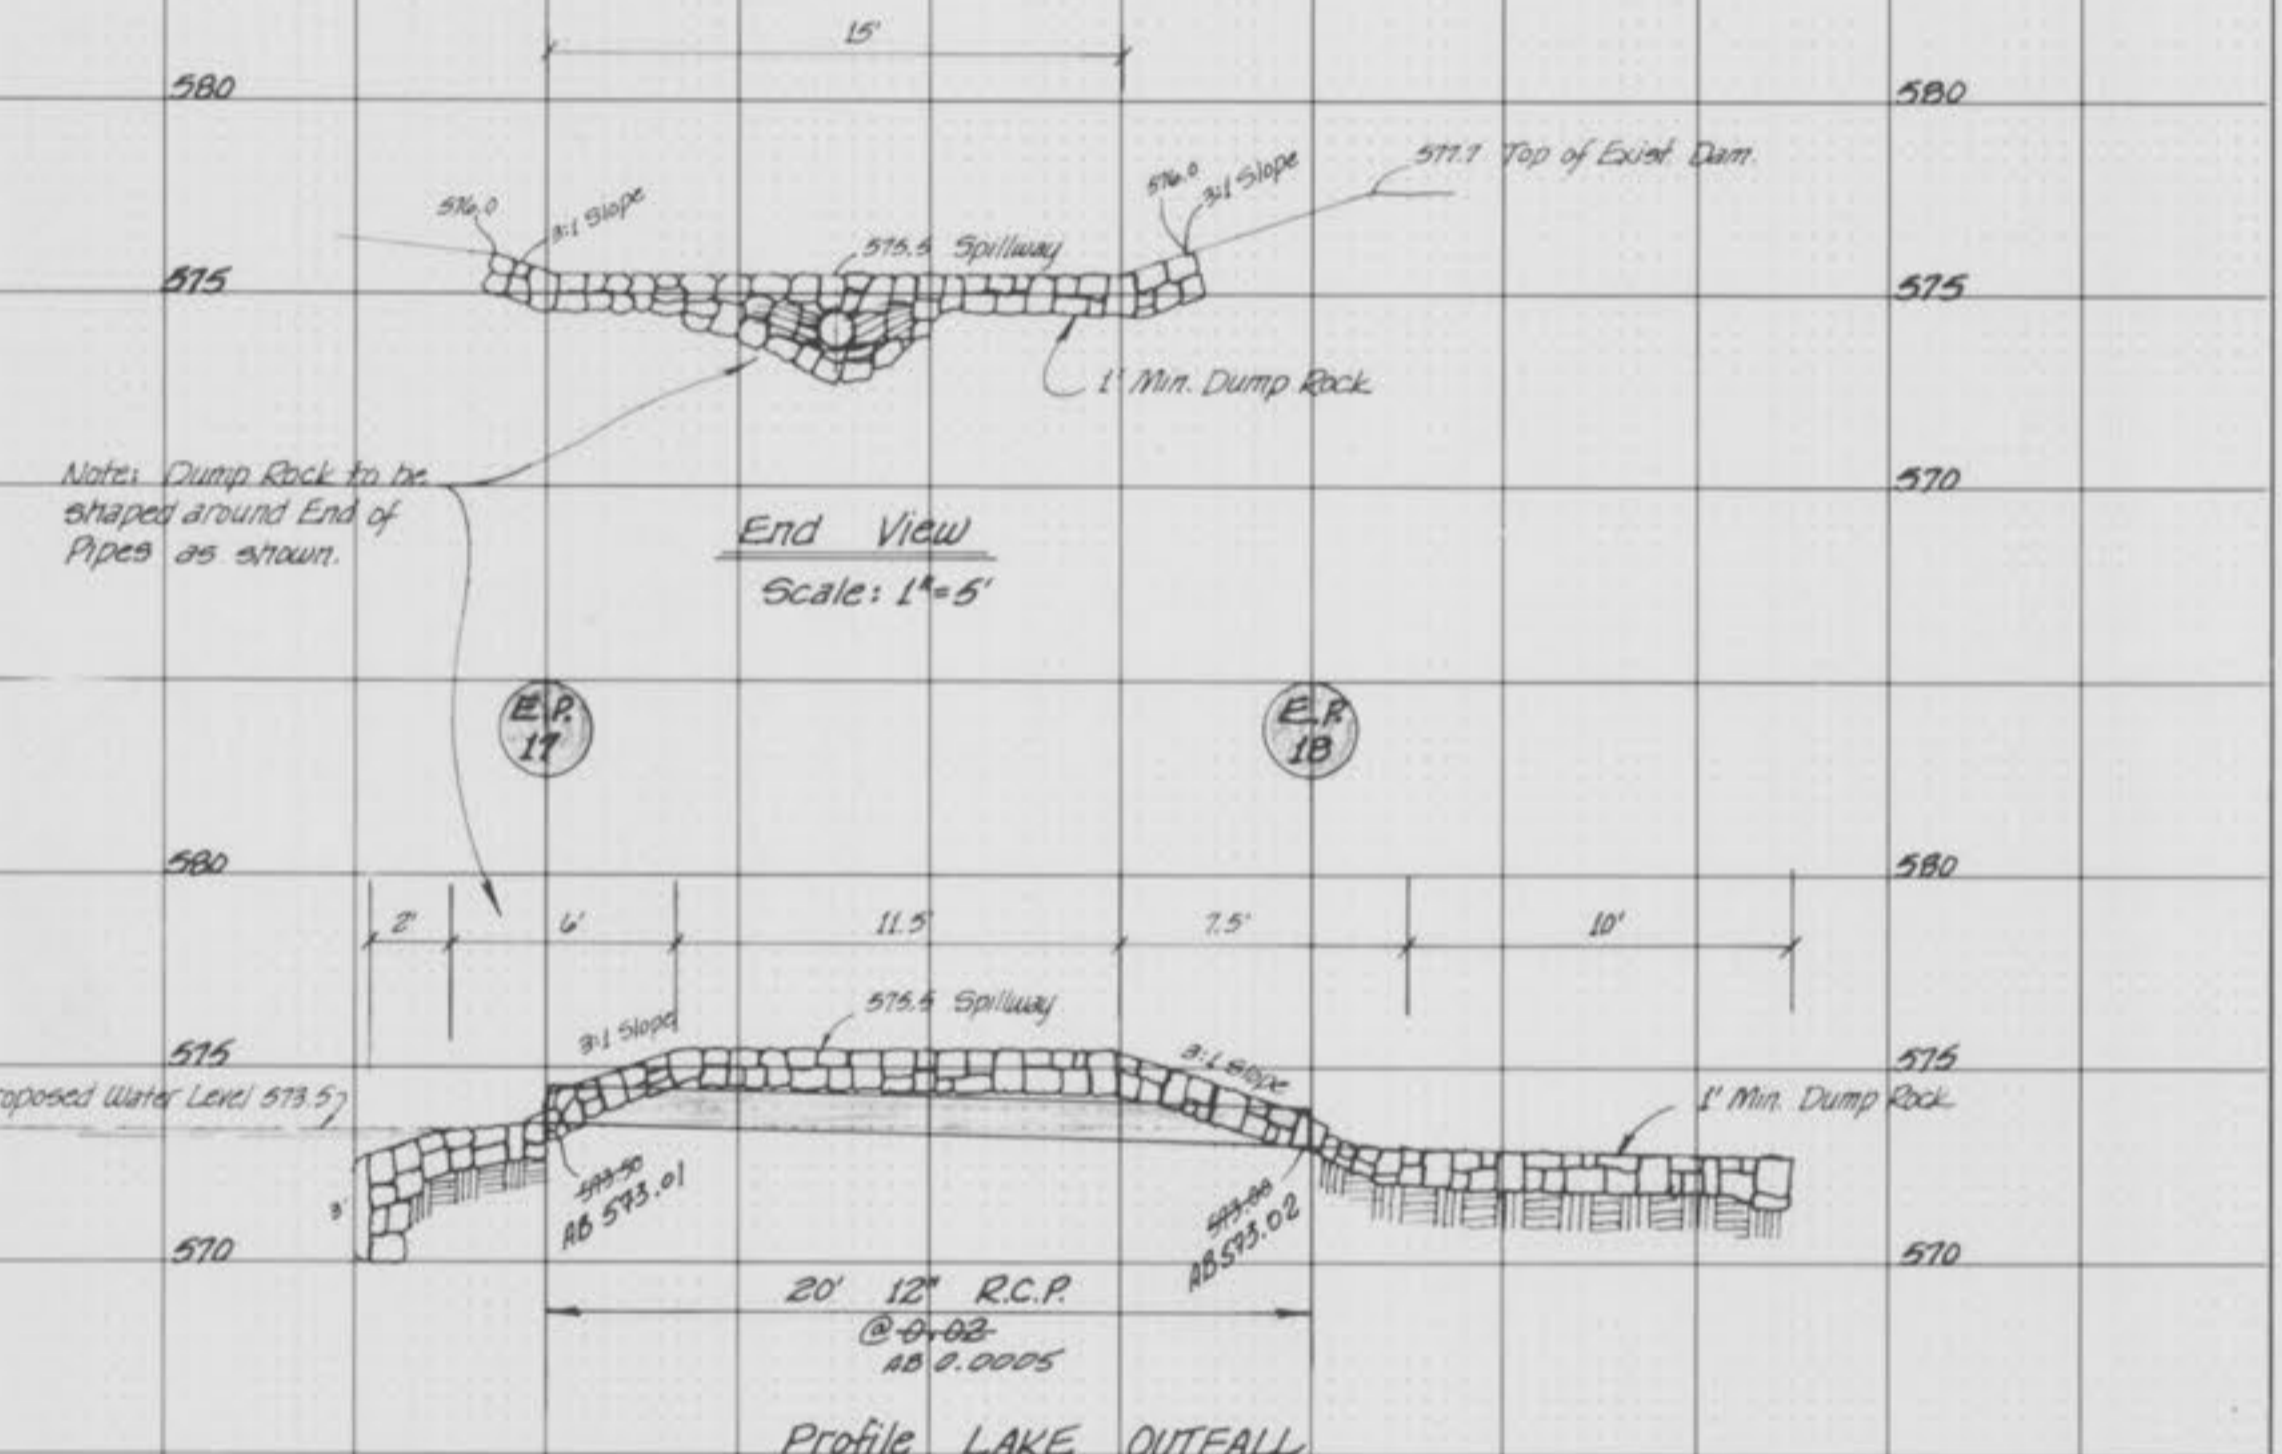 15'
580
580
577.7 Top of Exist. Dam.
576.0
3:1 Slope
576.0
3:1 Slope
575.5 Spillway
575
575
1' Min. Dump Rock
Note: Dump Rock to be
shaped around End of
Pipes as shown.
570
End View
Scale: 1"=5'
E.P.
17
E.P.
18
580
580
2'
6'
11.5'
7.5'
10'
575.5 Spillway
3:1 Slope
3:1 Slope
575
575
oposed Water Level 573.5
1' Min. Dump Rock
3'
573.50
AB 573.01
573.00
AB 573.02
570
570
20' 12" R.C.P.
@ 0.02
AB 0.0005
Profile LAKE OUTFALL